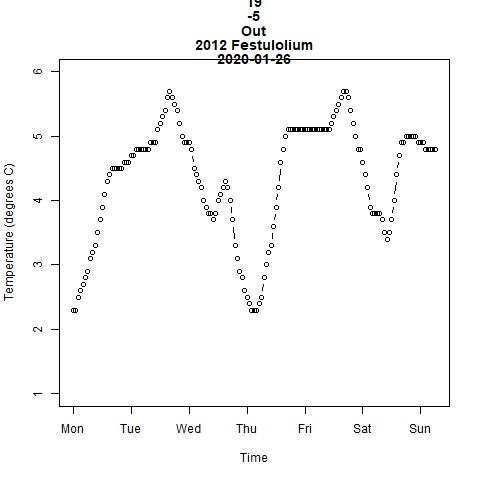 19
-5
Out
2012 Festulolium
2020-01-26
6
5
4
3
2
1
Temperature (degrees C)
Mon Tue Wed Thu Fri Sat Sun
Time